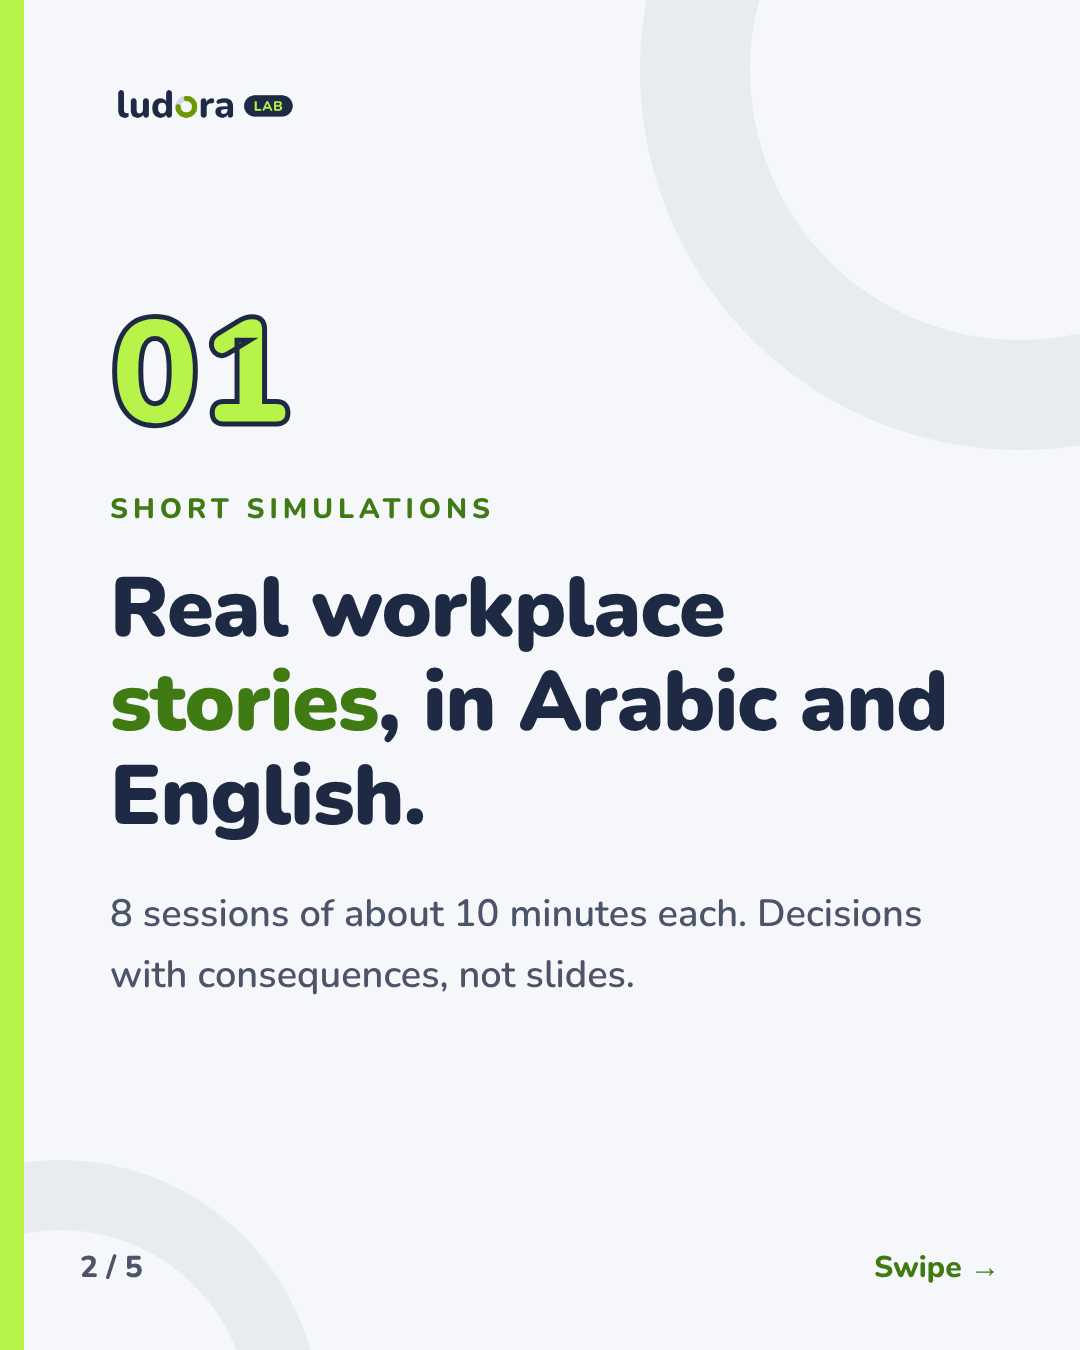 ludora LAB
01
SHORT SIMULATIONS
Real workplace
stories, in Arabic and
English.
8 sessions of about 10 minutes each. Decisions
with consequences, not slides.
2 / 5
Swipe →